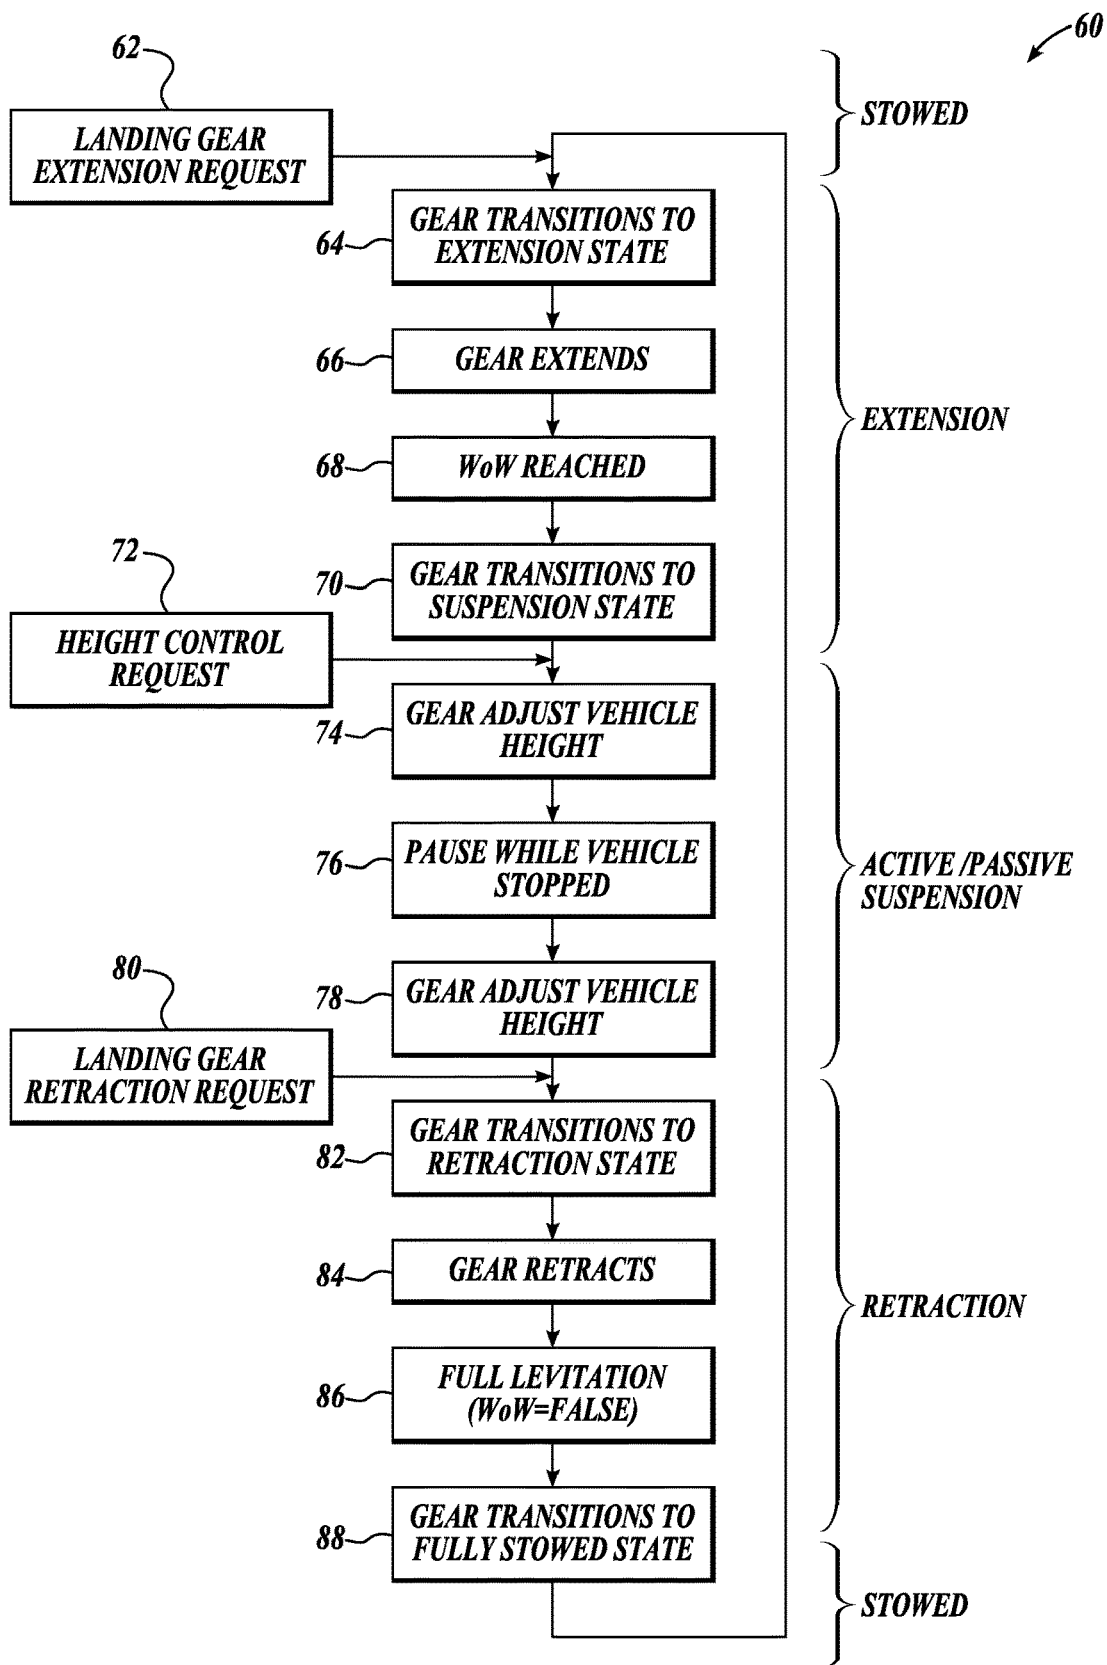 60
62
STOWED
LANDING GEAR
EXTENSION REQUEST
64
GEAR TRANSITIONS TO
EXTENSION STATE
66
GEAR EXTENDS
EXTENSION
68
WoW REACHED
72
70
GEAR TRANSITIONS TO
SUSPENSION STATE
HEIGHT CONTROL
REQUEST
74
GEAR ADJUST VEHICLE
HEIGHT
76
PAUSE WHILE VEHICLE
STOPPED
ACTIVE /PASSIVE
SUSPENSION
80
78
GEAR ADJUST VEHICLE
HEIGHT
LANDING GEAR
RETRACTION REQUEST
82
GEAR TRANSITIONS TO
RETRACTION STATE
84
GEAR RETRACTS
RETRACTION
86
FULL LEVITATION
(WoW=FALSE)
88
GEAR TRANSITIONS TO
FULLY STOWED STATE
STOWED